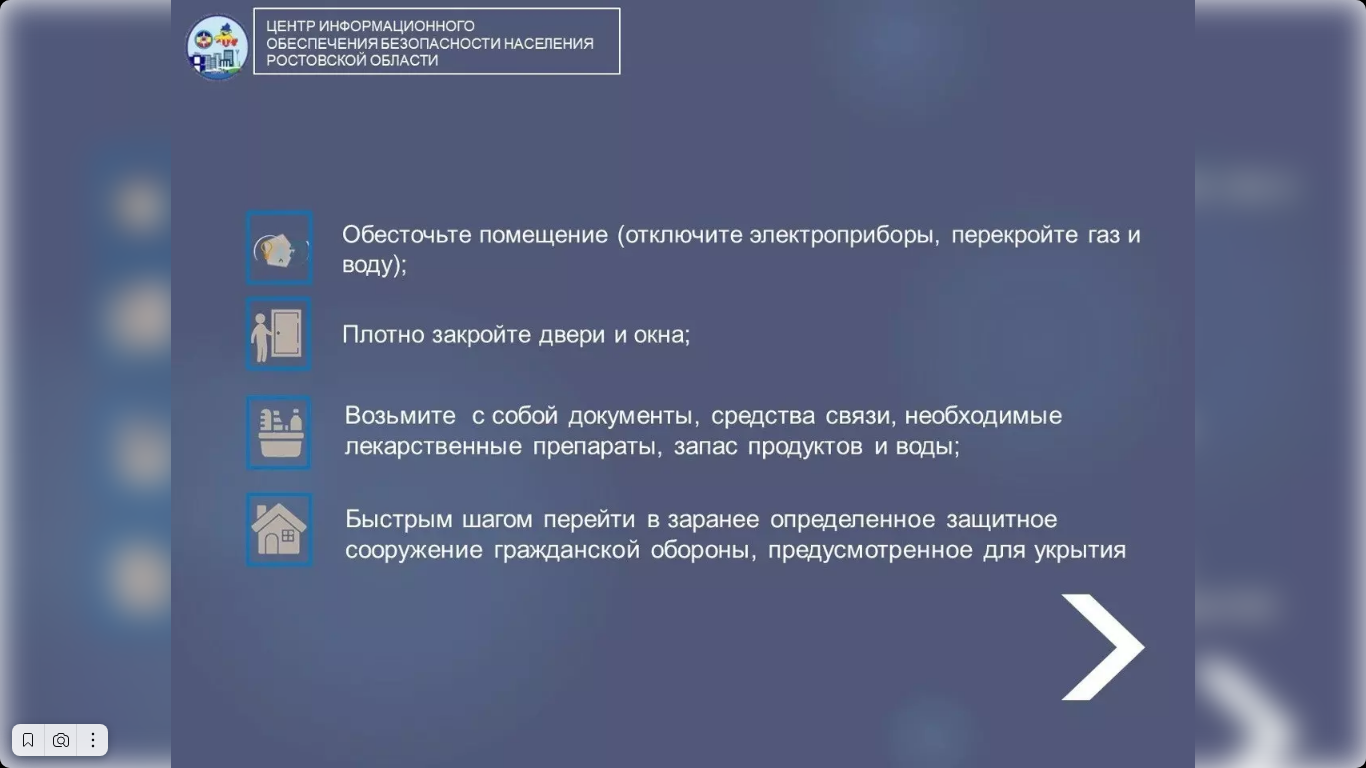 ЦЕНТР ИНФОРМАЦИОННОГО
ОБЕСПЕЧЕНИЯ БЕЗОПАСНОСТИ НАСЕЛЕНИЯ
РОСТОВСКОЙ ОБЛАСТИ
Обесточьте помещение (отключите электроприборы, перекройте газ и
воду);
Плотно закройте двери и окна;
Возьмите с собой документы, средства связи, необходимые
лекарственные препараты, запас продуктов и воды;
Быстрым шагом перейти в заранее определенное защитное
сооружение гражданской обороны, предусмотренное для укрытия